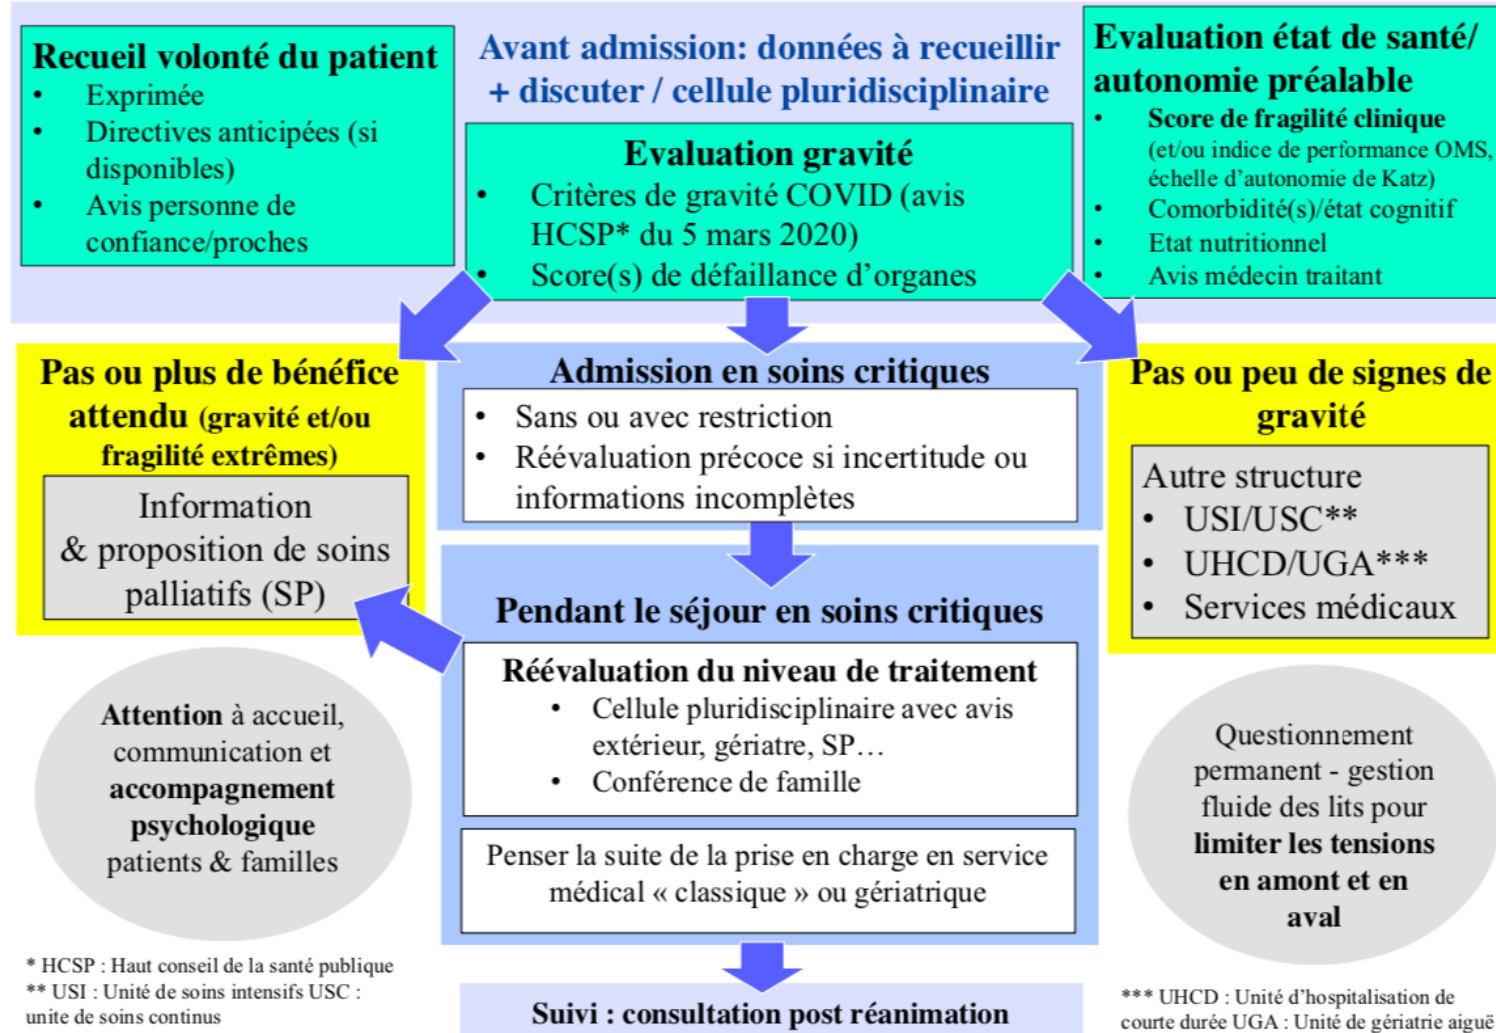 Recueil volonté du patient
• Exprimée
• Directives anticipées (si
disponibles)
• Avis personne de
confiance/proches
Avant admission: données à recueillir
+ discuter / cellule pluridisciplinaire
Evaluation gravité
• Critères de gravité COVID (avis
HCSP* du 5 mars 2020)
• Score(s) de défaillance d’organes
Evaluation état de santé/
autonomie préalable
• Score de fragilité clinique
(et/ou indice de performance OMS,
échelle d’autonomie de Katz)
• Comorbidité(s)/état cognitif
• Etat nutritionnel
• Avis médecin traitant
Pas ou plus de bénéfice
attendu (gravité et/ou
fragilité extrêmes)
Information
& proposition de soins
palliatifs (SP)
Admission en soins critiques
• Sans ou avec restriction
• Réévaluation précoce si incertitude ou
informations incomplètes
Pas ou peu de signes de
gravité
Autre structure
• USI/USC**
• UHCD/UGA***
• Services médicaux
Pendant le séjour en soins critiques
Réévaluation du niveau de traitement
• Cellule pluridisciplinaire avec avis
extérieur, gériatre, SP…
• Conférence de famille
Penser la suite de la prise en charge en service
médical « classique » ou gériatrique
Attention à accueil,
communication et
accompagnement
psychologique
patients & familles
Questionnement
permanent - gestion
fluide des lits pour
limiter les tensions
en amont et en
aval
* HCSP : Haut conseil de la santé publique
** USI : Unité de soins intensifs USC :
unite de soins continus
Suivi : consultation post réanimation
*** UHCD : Unité d’hospitalisation de
courte durée UGA : Unité de gériatrie aiguë